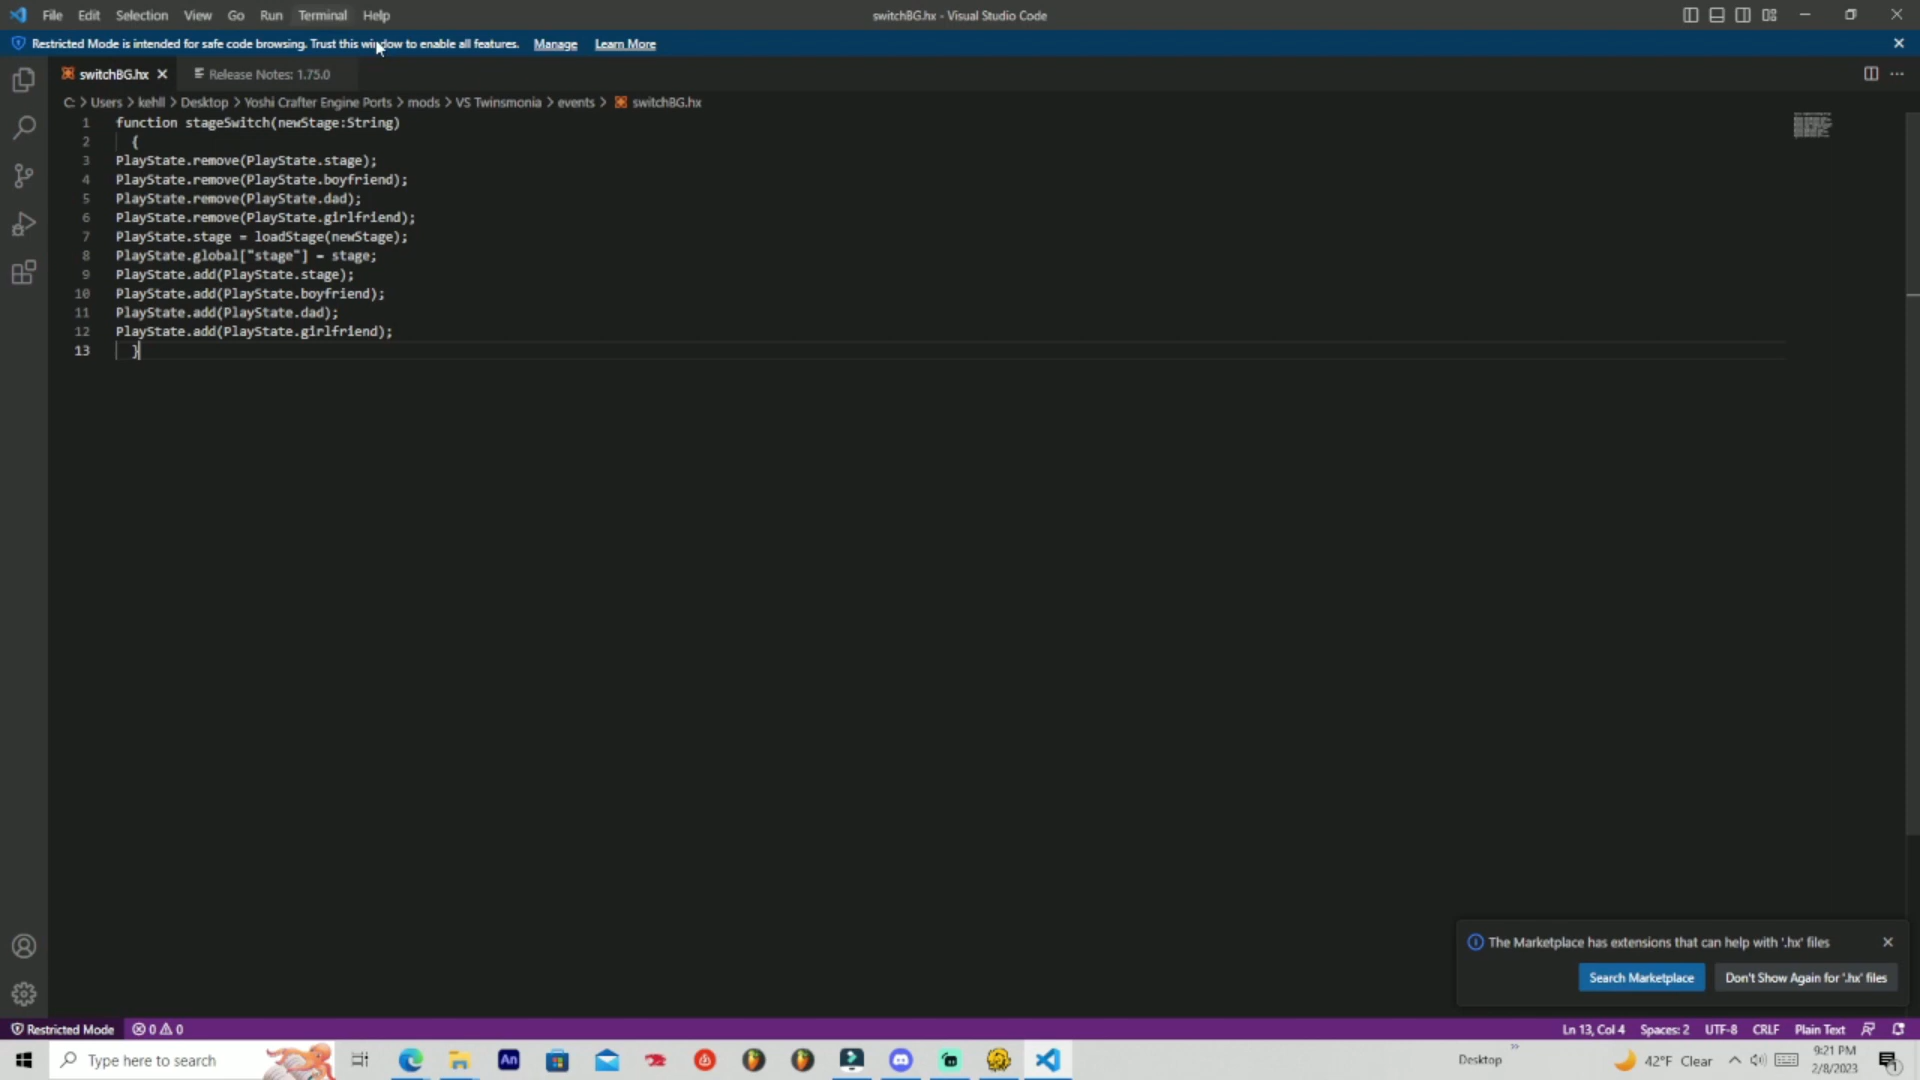 File Edit Selection View Go Run Terminal Help
switchBG.hx - Visual Studio Code
Restricted Mode is intended for safe code browsing. Trust this window to enable all features. Manage Learn More
switchBG.hx Release Notes: 1.75.0
C: > Users > kehll > Desktop > Yoshi Crafter Engine Ports > mods > VS Twinsmonia > events > switchBG.hx
1 function stageSwitch(newStage:String)
2 {
3 PlayState.remove(PlayState.stage);
4 PlayState.remove(PlayState.boyfriend);
5 PlayState.remove(PlayState.dad);
6 PlayState.remove(PlayState.girlfriend);
7 PlayState.stage = loadStage(newStage);
8 PlayState.global["stage"] = stage;
9 PlayState.add(PlayState.stage);
10 PlayState.add(PlayState.boyfriend);
11 PlayState.add(PlayState.dad);
12 PlayState.add(PlayState.girlfriend);
13 }
The Marketplace has extensions that can help with '.hx' files
Search Marketplace Don't Show Again for '.hx' files
Restricted Mode 0 0 Ln 13, Col 4 Spaces: 2 UTF-8 CRLF Plain Text
Type here to search An Desktop 42°F Clear
9:21 PM
2/8/2023